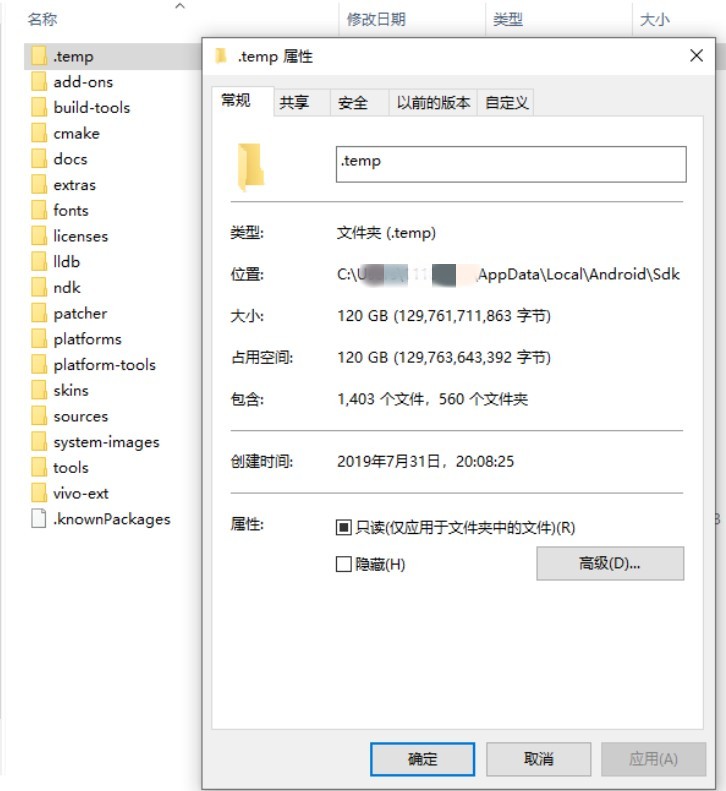 名称 修改日期 类型 大小
.temp
add-ons
build-tools
cmake
docs
extras
fonts
licenses
lldb
ndk
patcher
platforms
platform-tools
skins
sources
system-images
tools
vivo-ext
.knownPackages
.temp 属性
常规 共享 安全 以前的版本 自定义
.temp
类型: 文件夹 (.temp)
位置: C:\U AppData\Local\Android\Sdk
大小: 120 GB (129,761,711,863 字节)
占用空间: 120 GB (129,763,643,392 字节)
包含: 1,403 个文件，560 个文件夹
创建时间: 2019年7月31日，20:08:25
属性: 只读(仅应用于文件夹中的文件)(R)
隐藏(H) 高级(D)...
确定 取消 应用(A)